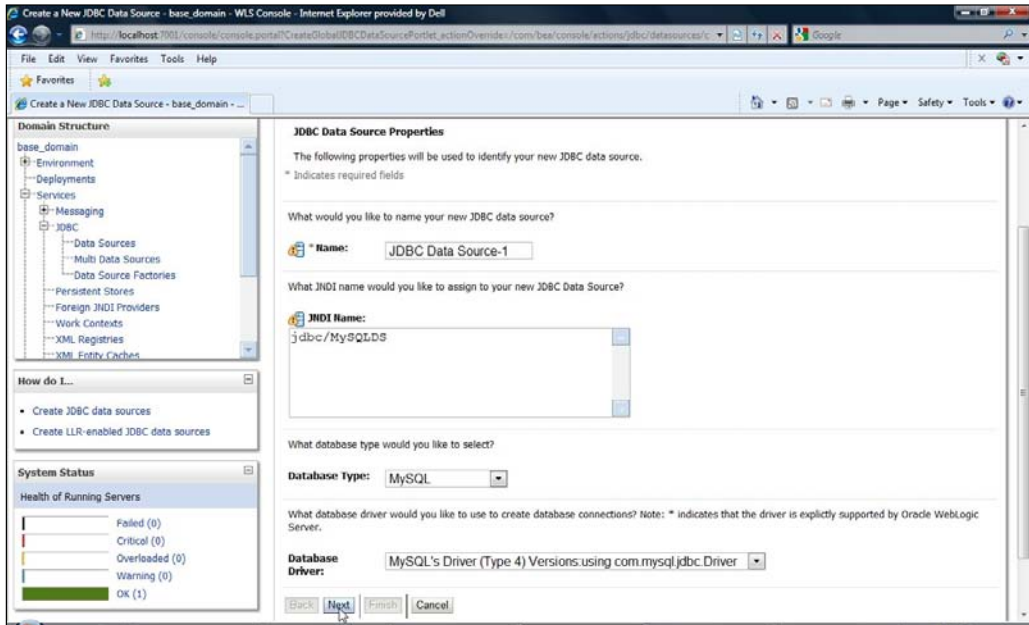 Create a New JDBC Data Source - base_domain - WLS Console - Internet Explorer provided by Dell
http://localhost:7001/console/console.portal?CreateGlobalJDBCDataSourcePortlet_actionOverride=/com/bea/console/actions/jdbc/datasources/c
Google
File Edit View Favorites Tools Help
Favorites
Create a New JDBC Data Source - base_domain - ...
Page Safety Tools
Domain Structure
base_domain
Environment
Deployments
Services
Messaging
JDBC
Data Sources
Multi Data Sources
Data Source Factories
Persistent Stores
Foreign JNDI Providers
Work Contexts
XML Registries
XML Entity Caches
How do I...
Create JDBC data sources
Create LLR-enabled JDBC data sources
System Status
Health of Running Servers
Failed (0)
Critical (0)
Overloaded (0)
Warning (0)
OK (1)
JDBC Data Source Properties
The following properties will be used to identify your new JDBC data source.
* Indicates required fields
What would you like to name your new JDBC data source?
* Name: JDBC Data Source-1
What JNDI name would you like to assign to your new JDBC Data Source?
JNDI Name:
jdbc/MySQLDS
What database type would you like to select?
Database Type: MySQL
What database driver would you like to use to create database connections? Note: * indicates that the driver is explictly supported by Oracle WebLogic
Server.
Database
Driver: MySQL's Driver (Type 4) Versions:using com.mysql.jdbc.Driver
Back Next Finish Cancel